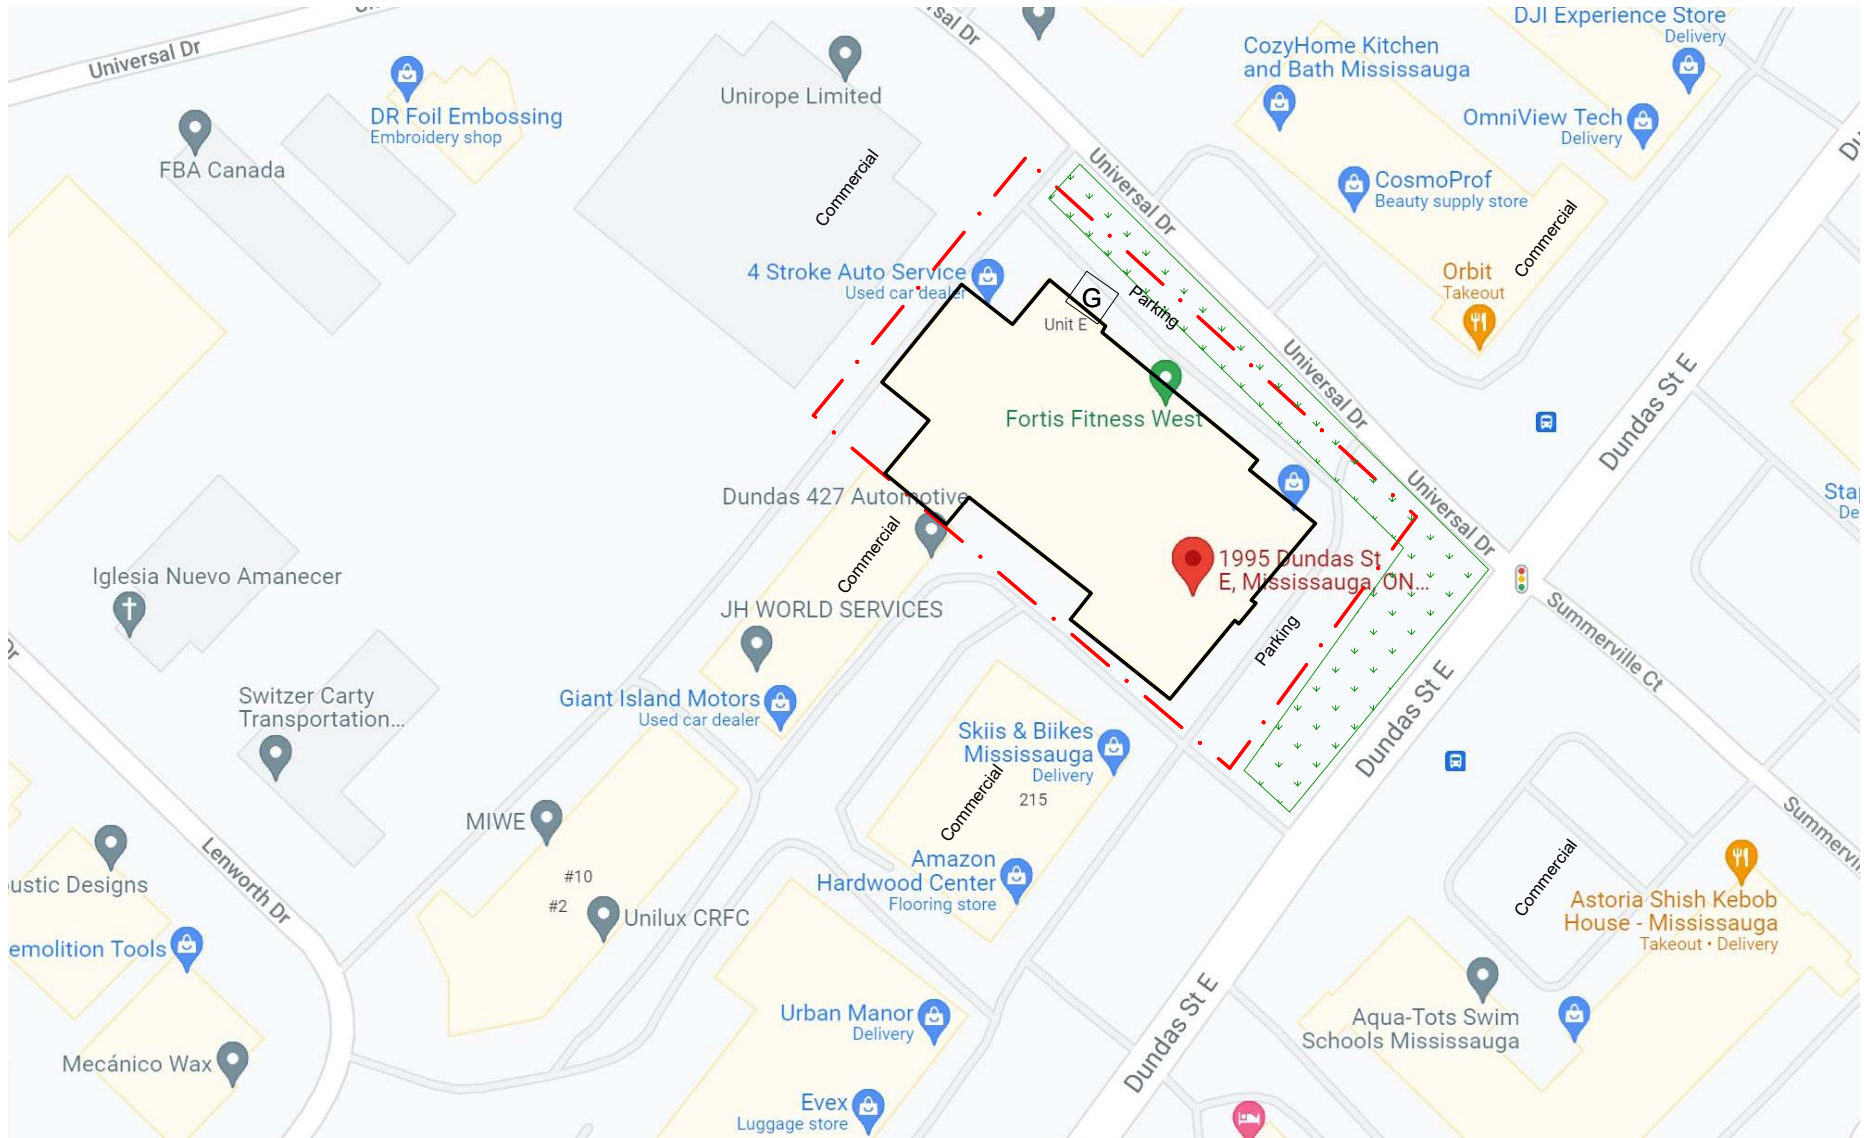 Universal Dr
DR Foil Embossing
Embroidery shop
FBA Canada
Unirope Limited
Commercial
4 Stroke Auto Service
Used car dealer
Universal Dr
CozyHome Kitchen
and Bath Mississauga
DJI Experience Store
Delivery
OmniView Tech
Delivery
CosmoProf
Beauty supply store
Commercial
Orbit
Takeout
G
Unit E
Parking
Fortis Fitness West
Universal Dr
Universal Dr
Dundas St E
Dundas 427 Automotive
Commercial
1995 Dundas St
E, Mississauga, ON...
Parking
Iglesia Nuevo Amanecer
JH WORLD SERVICES
Giant Island Motors
Used car dealer
Switzer Carty
Transportation...
Skiis & Biikes
Mississauga
Delivery
Commercial
215
Dundas St E
Summerville Ct
MIWE
#10
#2
Unilux CRFC
Amazon
Hardwood Center
Flooring store
Lenworth Dr
oustic Designs
emolition Tools
Commercial
Astoria Shish Kebob
House - Mississauga
Takeout • Delivery
Mecánico Wax
Urban Manor
Delivery
Evex
Luggage store
Dundas St E
Aqua-Tots Swim
Schools Mississauga